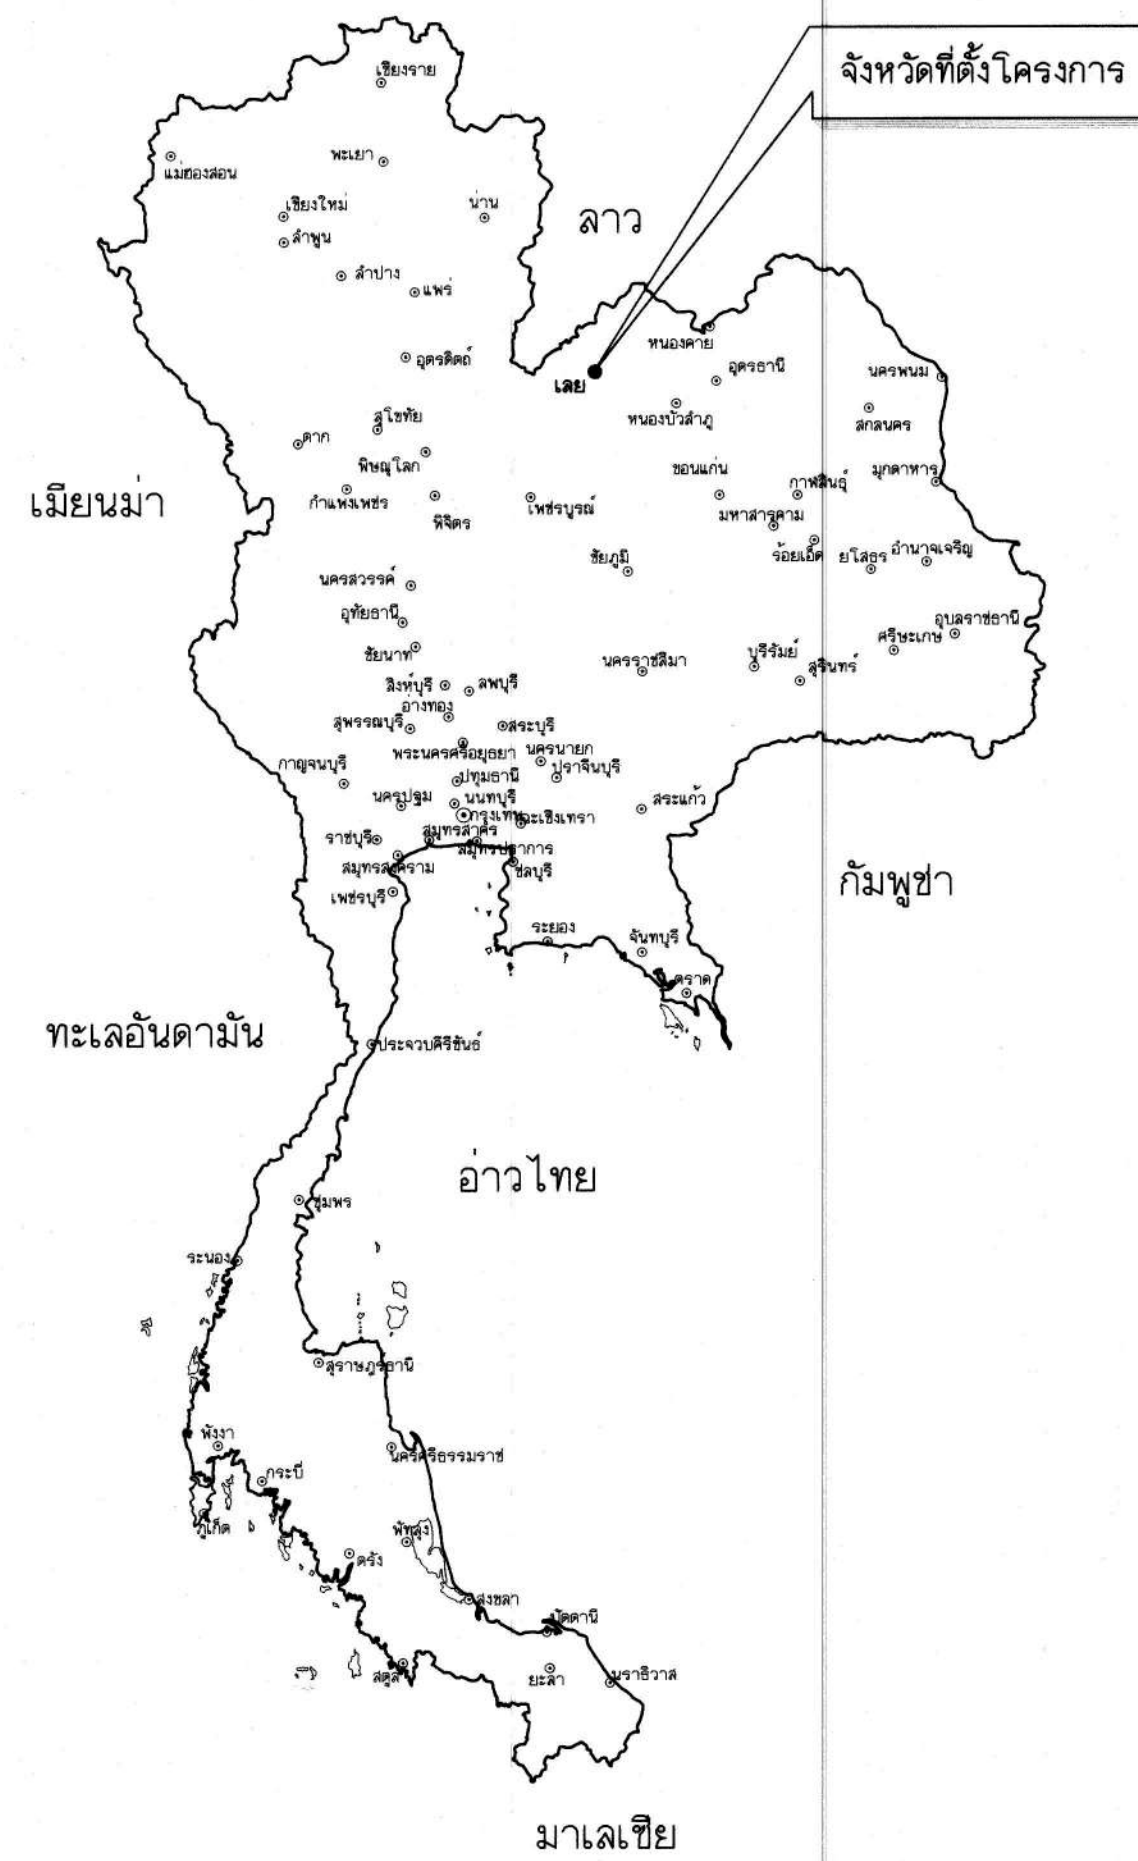 จังหวัดที่ตั้งโครงการ
เชียงราย
พะเยา
แม่ฮ่องสอน
เชียงใหม่
น่าน
ลาว
ลำพูน
ลำปาง
แพร่
หนองคาย
อุตรดิตถ์
อุดรธานี
นครพนม
เลย
หนองบัวลำภู
สกลนคร
สุโขทัย
ตาก
พิษณุโลก
ขอนแก่น
กาฬสินธุ์
มุกดาหาร
เมียนม่า
กำแพงเพชร
พิจิตร
เพชรบูรณ์
มหาสารคาม
ชัยภูมิ
ร้อยเอ็ด
ยโสธร
อำนาจเจริญ
นครสวรรค์
อุทัยธานี
อุบลราชธานี
ศรีษะเกษ
ชัยนาท
นครราชสีมา
บุรีรัมย์
สุรินทร์
สิงห์บุรี
ลพบุรี
อ่างทอง
สุพรรณบุรี
สระบุรี
พระนครศรีอยุธยา
นครนายก
กาญจนบุรี
ปทุมธานี
ปราจีนบุรี
นครปฐม
นนทบุรี
สระแก้ว
กรุงเทพ
ฉะเชิงเทรา
ราชบุรี
สมุทรสาคร
สมุทรปราการ
สมุทรสงคราม
ชลบุรี
กัมพูชา
เพชรบุรี
ระยอง
จันทบุรี
ตราด
ทะเลอันดามัน
ประจวบคิรีขันธ์
อ่าวไทย
ชุมพร
ระนอง
สุราษฎรธานี
พังงา
นครศรีธรรมราช
กระบี่
ภูเก็ต
พัทลุง
ตรัง
สงขลา
ปัตตานี
สตูล
ยะลา
นราธิวาส
มาเลเซีย